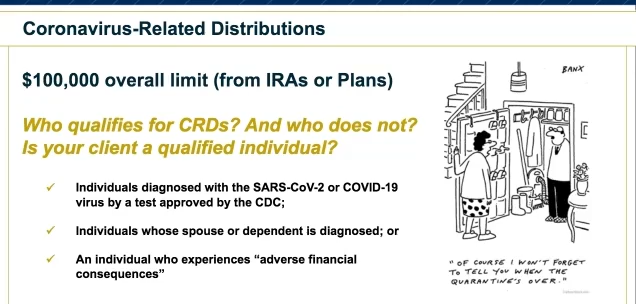 Coronavirus-Related Distributions
$100,000 overall limit (from IRAs or Plans)
Who qualifies for CRDs? And who does not?
Is your client a qualified individual?
✓ Individuals diagnosed with the SARS-CoV-2 or COVID-19
virus by a test approved by the CDC;
✓ Individuals whose spouse or dependent is diagnosed; or
✓ An individual who experiences “adverse financial
consequences”
BANX
"OF COURSE I WON'T FORGET
TO TELL YOU WHEN THE
QUARANTINE'S OVER."